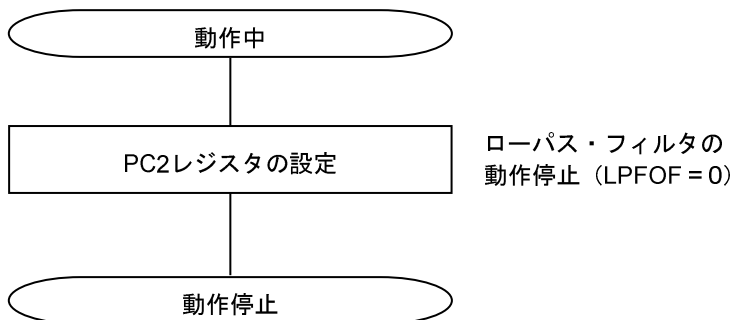 動作中
PC2レジスタの設定
ローパス・フィルタの
動作停止（LPFOF = 0）
動作停止